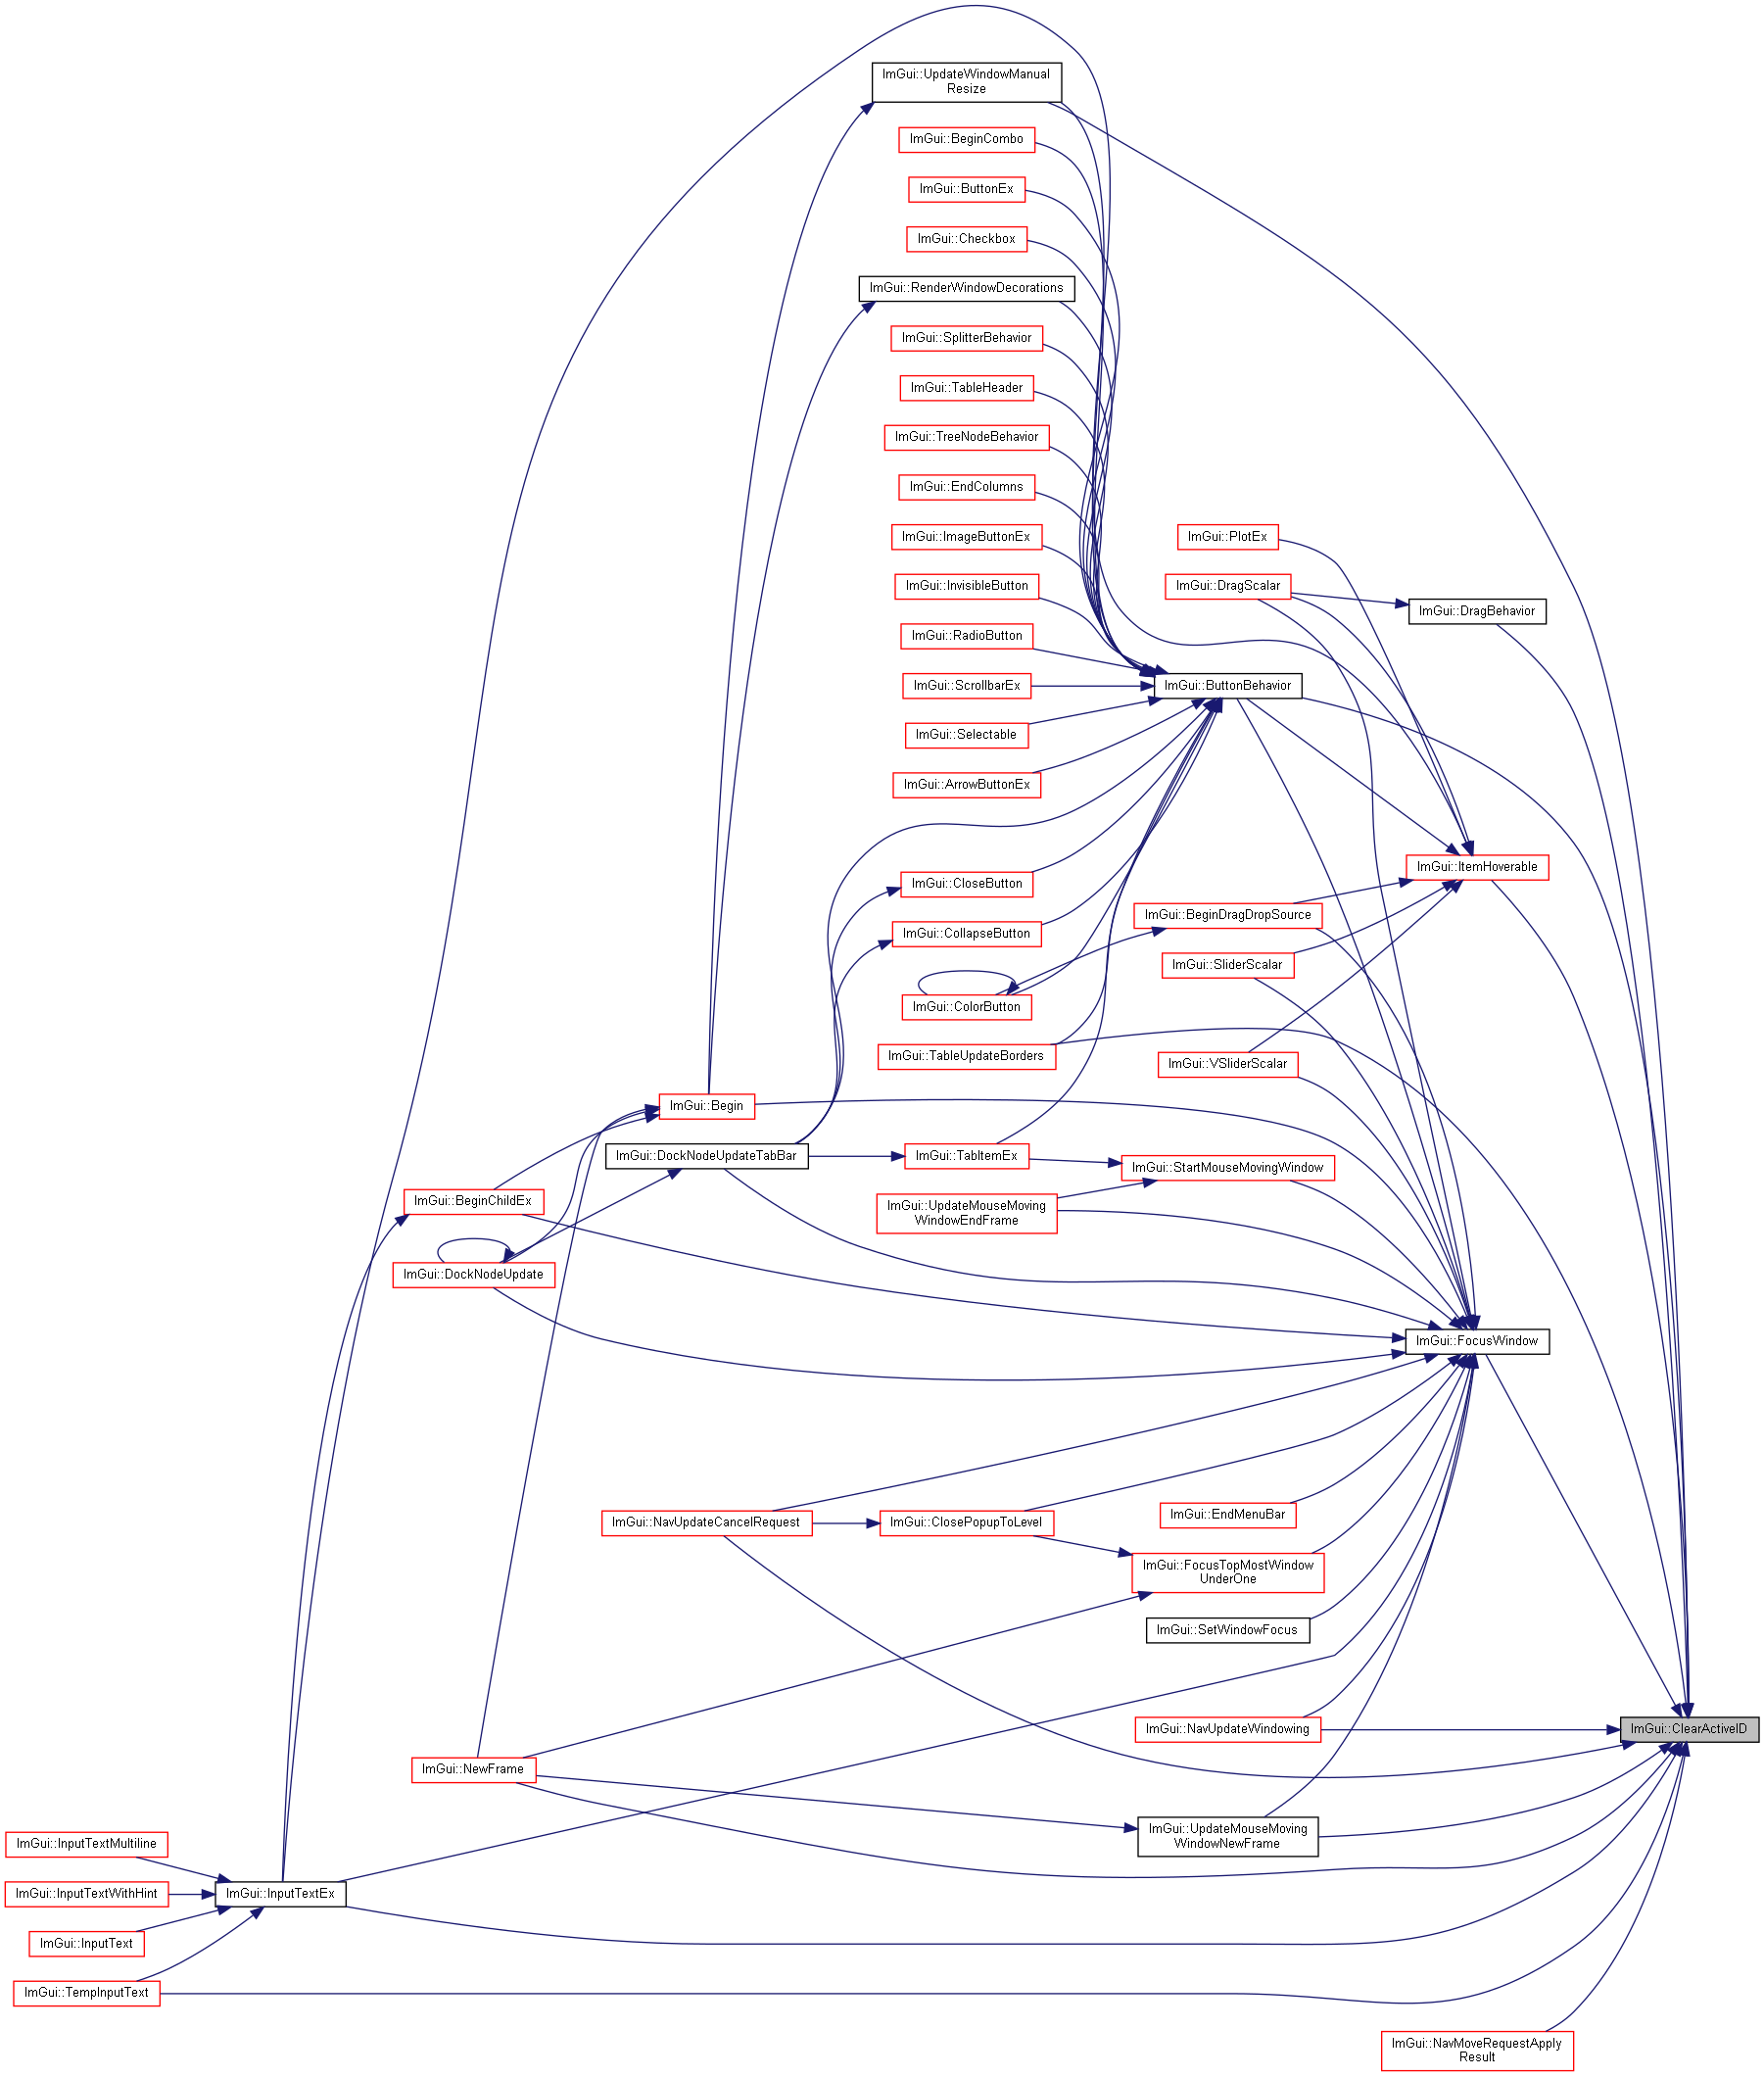 ImGui::UpdateWindowManual
Resize
ImGui::BeginCombo
ImGui::ButtonEx
ImGui::Checkbox
ImGui::RenderWindowDecorations
ImGui::SplitterBehavior
ImGui::TableHeader
ImGui::TreeNodeBehavior
ImGui::EndColumns
ImGui::ImageButtonEx
ImGui::PlotEx
ImGui::InvisibleButton
ImGui::DragScalar
ImGui::DragBehavior
ImGui::RadioButton
ImGui::ScrollbarEx
ImGui::ButtonBehavior
ImGui::Selectable
ImGui::ArrowButtonEx
ImGui::ItemHoverable
ImGui::CloseButton
ImGui::BeginDragDropSource
ImGui::CollapseButton
ImGui::SliderScalar
ImGui::ColorButton
ImGui::TableUpdateBorders
ImGui::VSliderScalar
ImGui::Begin
ImGui::DockNodeUpdateTabBar
ImGui::TabItemEx
ImGui::StartMouseMovingWindow
ImGui::BeginChildEx
ImGui::UpdateMouseMoving
WindowEndFrame
ImGui::DockNodeUpdate
ImGui::FocusWindow
ImGui::EndMenuBar
ImGui::NavUpdateCancelRequest
ImGui::ClosePopupToLevel
ImGui::FocusTopMostWindow
UnderOne
ImGui::SetWindowFocus
ImGui::NavUpdateWindowing
ImGui::ClearActiveID
ImGui::NewFrame
ImGui::UpdateMouseMoving
WindowNewFrame
ImGui::InputTextMultiline
ImGui::InputTextWithHint
ImGui::InputTextEx
ImGui::InputText
ImGui::TempInputText
ImGui::NavMoveRequestApply
Result